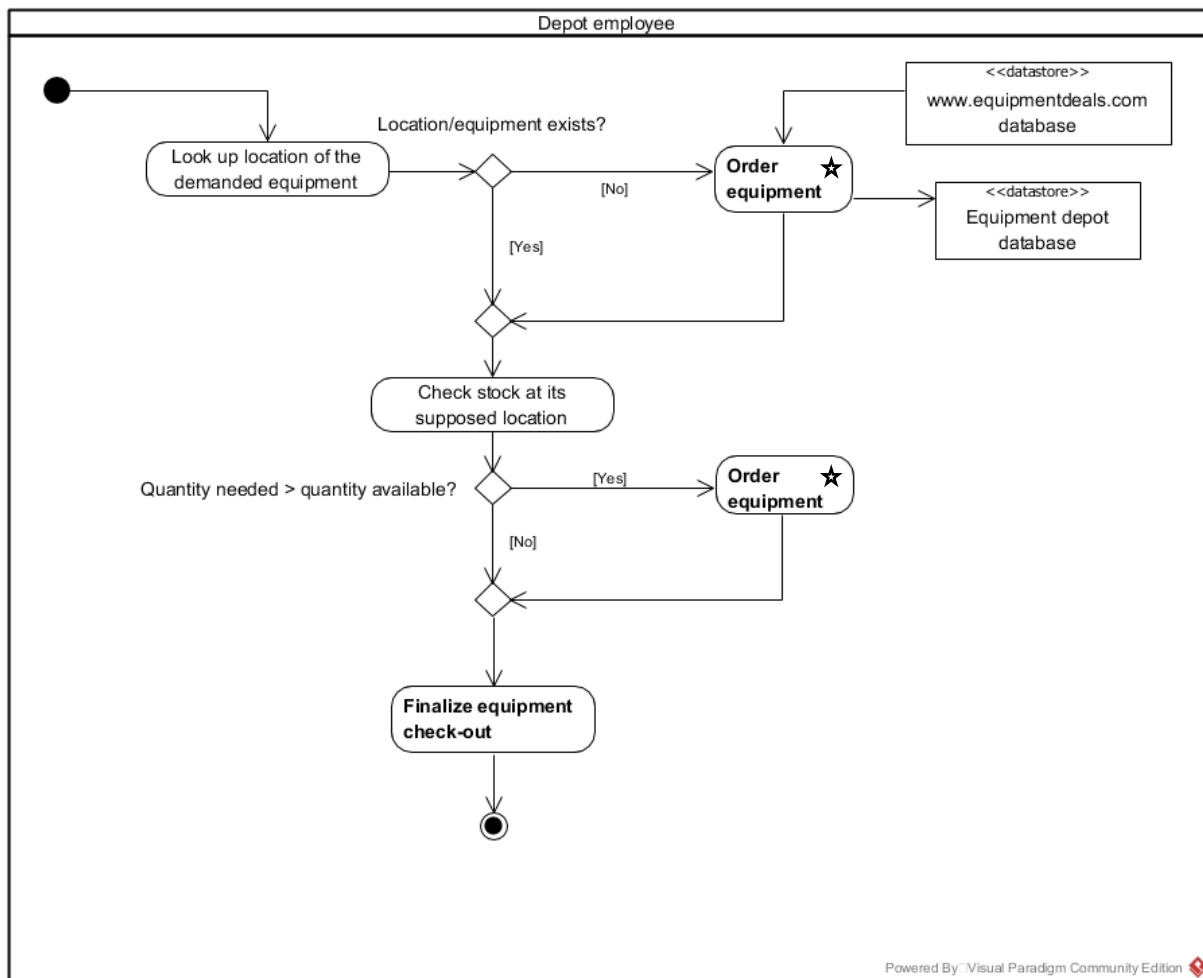 Depot employee
<<datastore>>
www.equipmentdeals.com
database
Location/equipment exists?
Look up location of the
demanded equipment
[No]
Order
equipment
<<datastore>>
Equipment depot
database
[Yes]
Check stock at its
supposed location
Quantity needed > quantity available?
[Yes]
Order
equipment
[No]
Finalize equipment
check-out
Powered By Visual Paradigm Community Edition